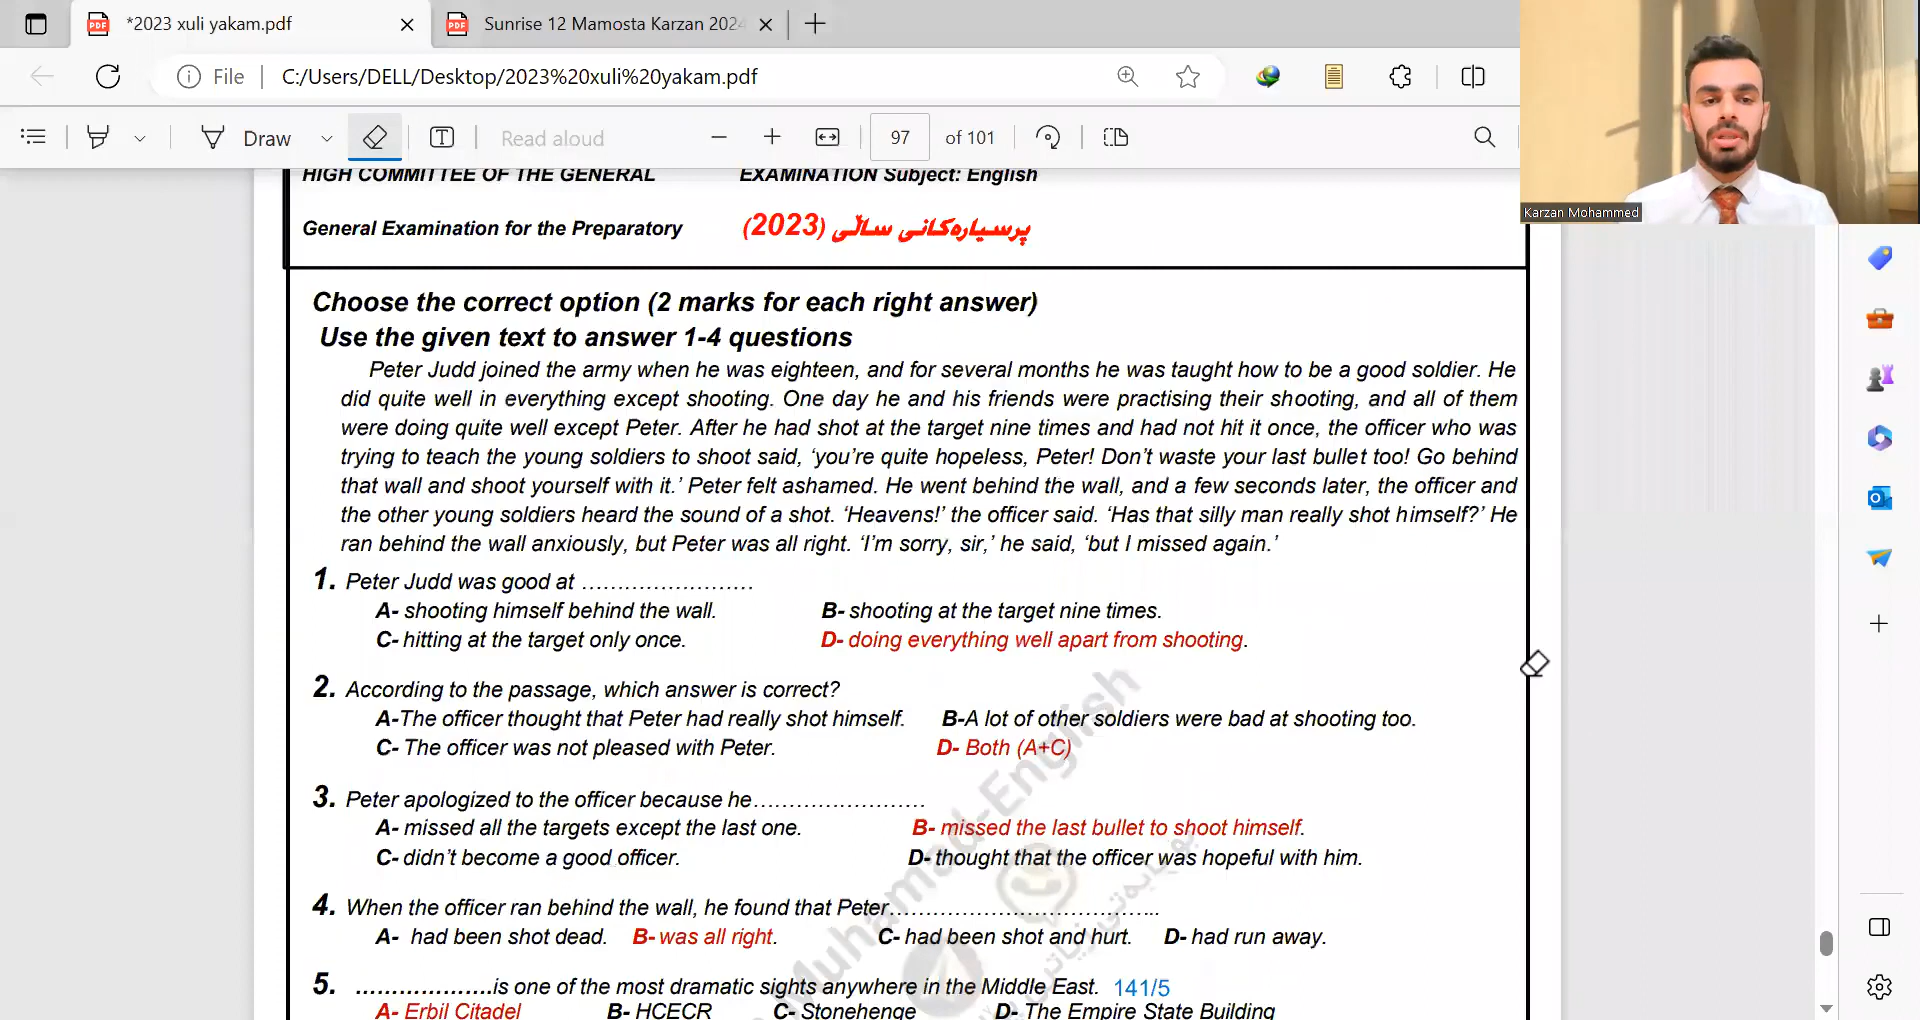 *2023 xuli yakam.pdf
Sunrise 12 Mamosta Karzan 2024
File
C:/Users/DELL/Desktop/2023%20xuli%20yakam.pdf
Draw
Read aloud
97
of 101
Karzan Mohammed
HIGH COMMITTEE OF THE GENERAL EXAMINATION Subject: English
General Examination for the Preparatory پرسیارەکانی ساڵی (2023)
Choose the correct option (2 marks for each right answer)
Use the given text to answer 1-4 questions
Peter Judd joined the army when he was eighteen, and for several months he was taught how to be a good soldier. He
did quite well in everything except shooting. One day he and his friends were practising their shooting, and all of them
were doing quite well except Peter. After he had shot at the target nine times and had not hit it once, the officer who was
trying to teach the young soldiers to shoot said, ‘you’re quite hopeless, Peter! Don’t waste your last bullet too! Go behind
that wall and shoot yourself with it.’ Peter felt ashamed. He went behind the wall, and a few seconds later, the officer and
the other young soldiers heard the sound of a shot. ‘Heavens!’ the officer said. ‘Has that silly man really shot himself?’ He
ran behind the wall anxiously, but Peter was all right. ‘I’m sorry, sir,’ he said, ‘but I missed again.’
1. Peter Judd was good at ........................
A- shooting himself behind the wall. B- shooting at the target nine times.
C- hitting at the target only once. D- doing everything well apart from shooting.
2. According to the passage, which answer is correct?
A-The officer thought that Peter had really shot himself. B-A lot of other soldiers were bad at shooting too.
C- The officer was not pleased with Peter. D- Both (A+C)
3. Peter apologized to the officer because he........................
A- missed all the targets except the last one. B- missed the last bullet to shoot himself.
C- didn’t become a good officer. D- thought that the officer was hopeful with him.
4. When the officer ran behind the wall, he found that Peter......................................
A- had been shot dead. B- was all right. C- had been shot and hurt. D- had run away.
5. ...................is one of the most dramatic sights anywhere in the Middle East. 141/5
A- Erbil Citadel B- HCECR C- Stonehenge D- The Empire State Building
Muhamad-English